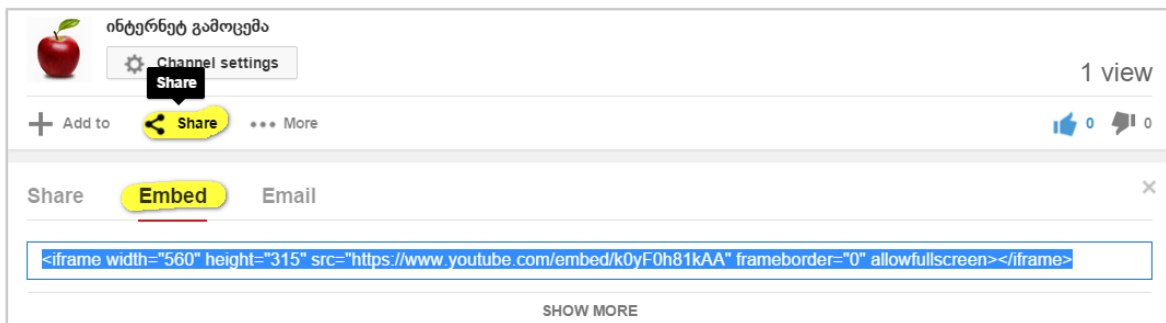 ინტერნეტ გამოცემა
Channel settings
Share
1 view
Add to
Share
More
0
0
Share
Embed
Email
<iframe width="560" height="315" src="https://www.youtube.com/embed/k0yF0h81kAA" frameborder="0" allowfullscreen></iframe>
SHOW MORE